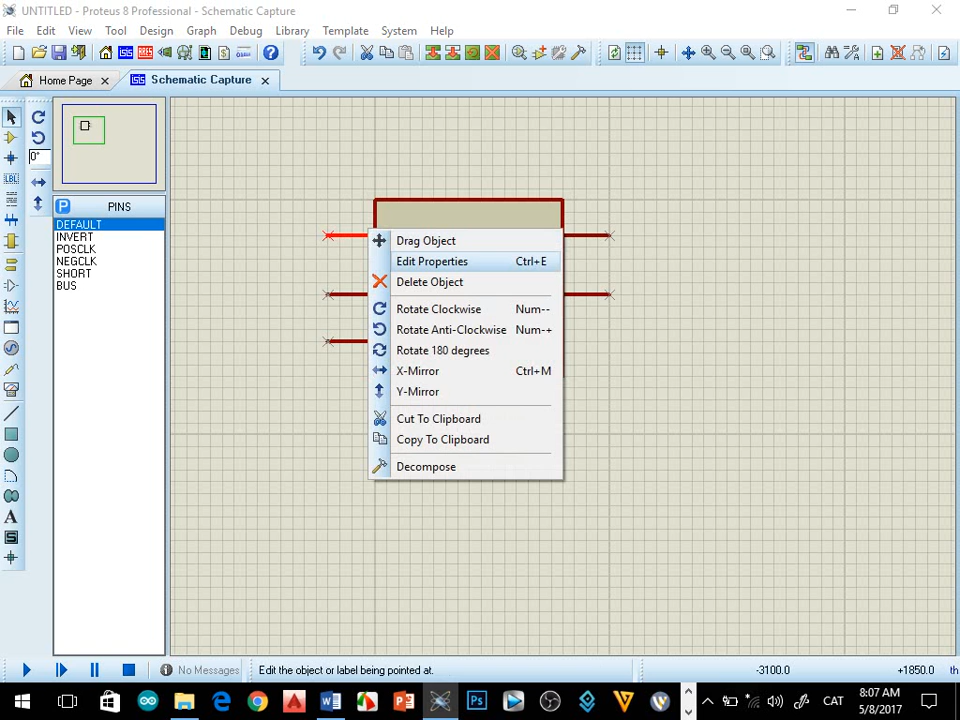 UNTITLED - Proteus 8 Professional - Schematic Capture
File Edit View Tool Design Graph Debug Library Template System Help
Home Page
Schematic Capture
0°
LBL
P PINS
DEFAULT
INVERT
POSCLK
NEGCLK
SHORT
BUS
A
Drag Object
Edit Properties Ctrl+E
Delete Object
Rotate Clockwise Num--
Rotate Anti-Clockwise Num-+
Rotate 180 degrees
X-Mirror Ctrl+M
Y-Mirror
Cut To Clipboard
Copy To Clipboard
Decompose
No Messages
Edit the object or label being pointed at.
-3100.0 +1850.0 th
CAT
8:07 AM
5/8/2017